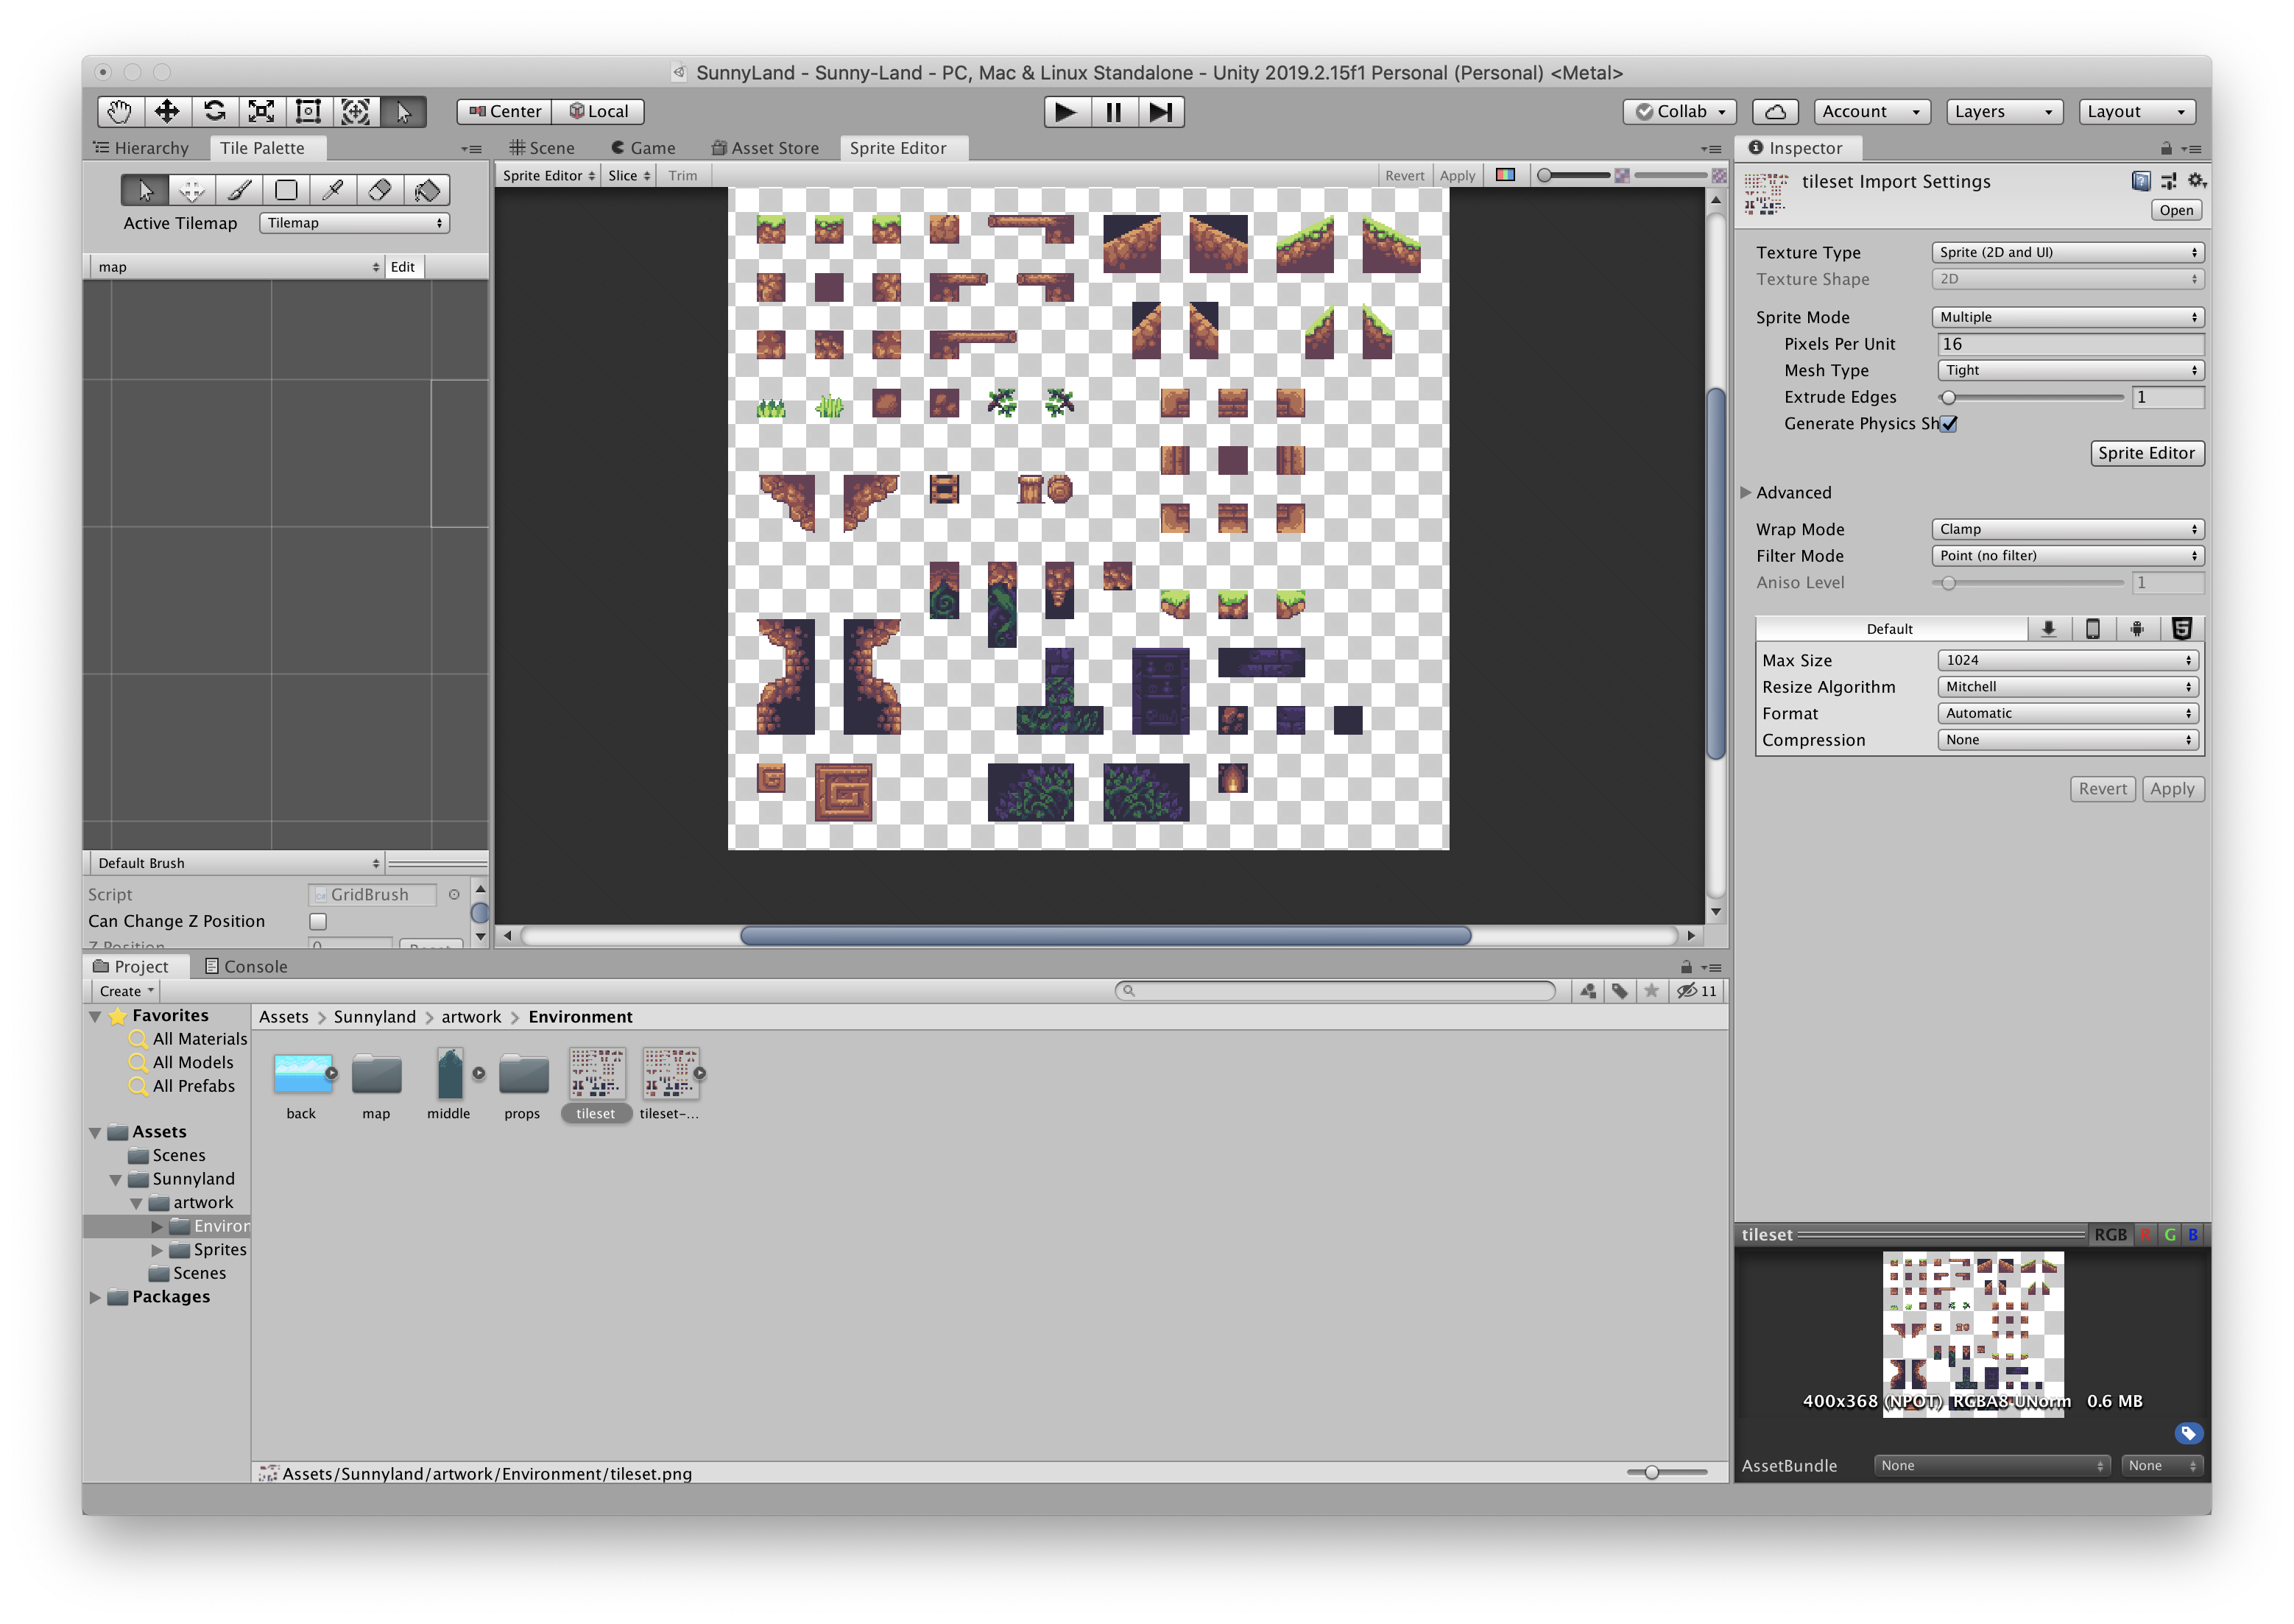 SunnyLand - Sunny-Land - PC, Mac & Linux Standalone - Unity 2019.2.15f1 Personal (Personal) <Metal>
Center Local Collab Account Layers Layout
Hierarchy Tile Palette
Active Tilemap Tilemap
map Edit
Default Brush
Script GridBrush
Can Change Z Position
Z Position 0 Reset
Scene Game Asset Store Sprite Editor
Sprite Editor Slice Trim Revert Apply
Inspector
tileset Import Settings
Open
Texture Type Sprite (2D and UI)
Texture Shape 2D
Sprite Mode Multiple
Pixels Per Unit 16
Mesh Type Tight
Extrude Edges 1
Generate Physics Sh
Sprite Editor
Advanced
Wrap Mode Clamp
Filter Mode Point (no filter)
Aniso Level 1
Default
Max Size 1024
Resize Algorithm Mitchell
Format Automatic
Compression None
Revert Apply
Project Console
Create 11
Favorites
All Materials
All Models
All Prefabs
Assets
Scenes
Sunnyland
artwork
Environ
Sprites
Scenes
Packages
Assets > Sunnyland > artwork > Environment
back map middle props tileset tileset-...
Assets/Sunnyland/artwork/Environment/tileset.png
tileset RGB R G B
400x368 (NPOT) RGBA8 UNorm 0.6 MB
AssetBundle None None